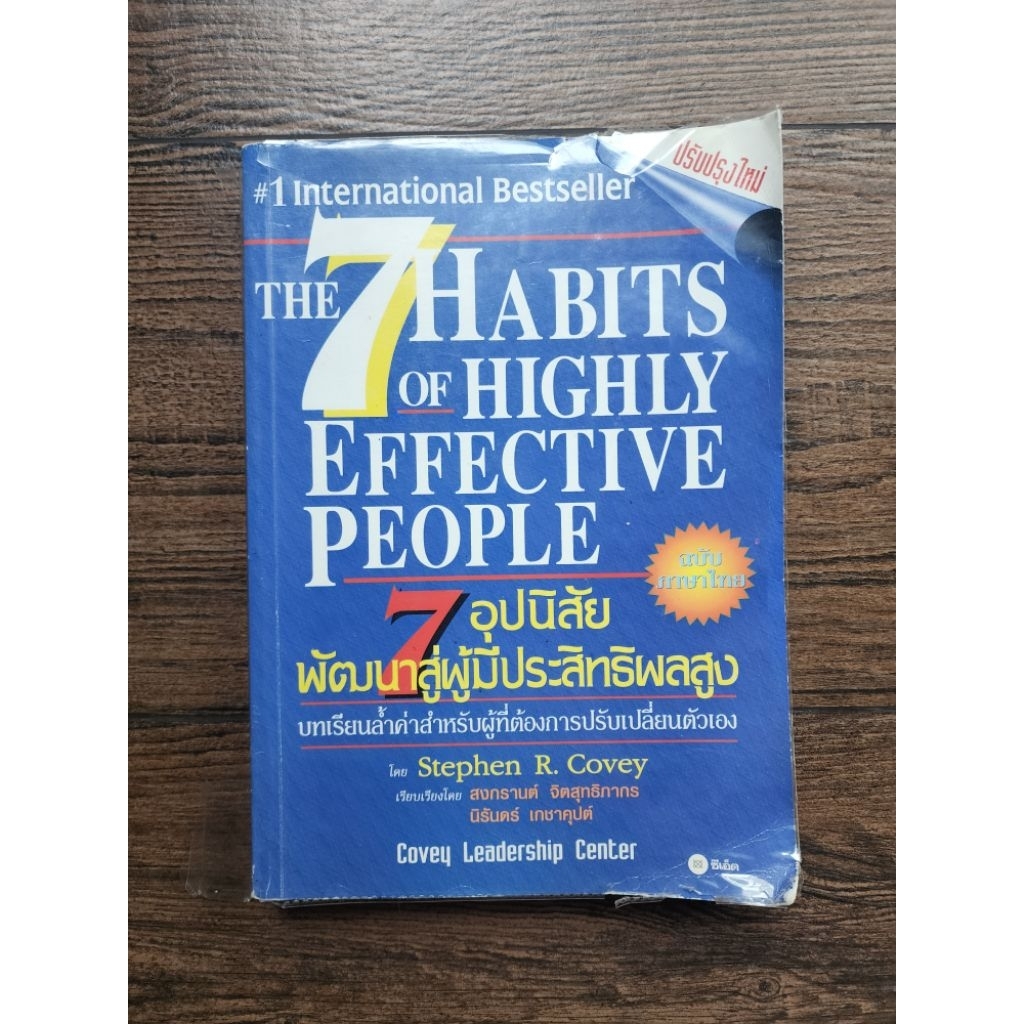 ปรับปรุงใหม่
#1 International Bestseller
THE 7 HABITS
OF HIGHLY
EFFECTIVE
PEOPLE
ฉบับ
ภาษาไทย
7 อุปนิสัย
พัฒนาสู่ผู้มีประสิทธิผลสูง
บทเรียนล้ำค่าสำหรับผู้ที่ต้องการปรับเปลี่ยนตัวเอง
โดย Stephen R. Covey
เรียบเรียงโดย สงกรานต์ จิตสุทธิภากร
นิรันดร์ เกชาคุปต์
Covey Leadership Center
ซีเอ็ด